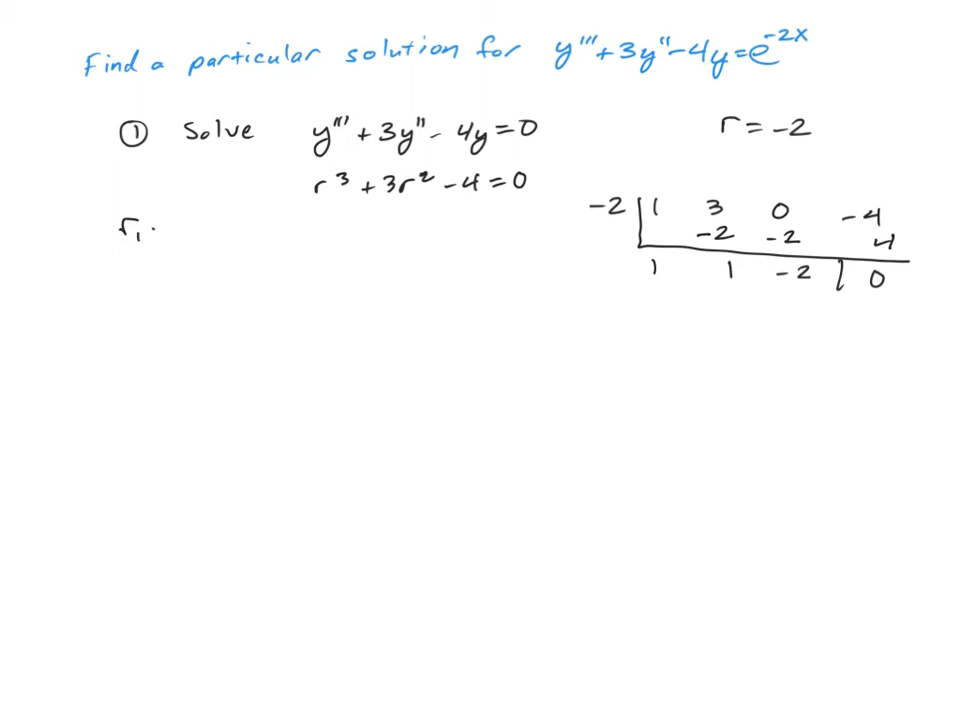 Find a particular solution for y''' + 3y'' - 4y = e^{-2x}
① Solve y''' + 3y'' - 4y = 0 r = -2
r^3 + 3r^2 - 4 = 0
-2 | 1 3 0 -4
r_1
-2 -2 4
1 1 -2 | 0